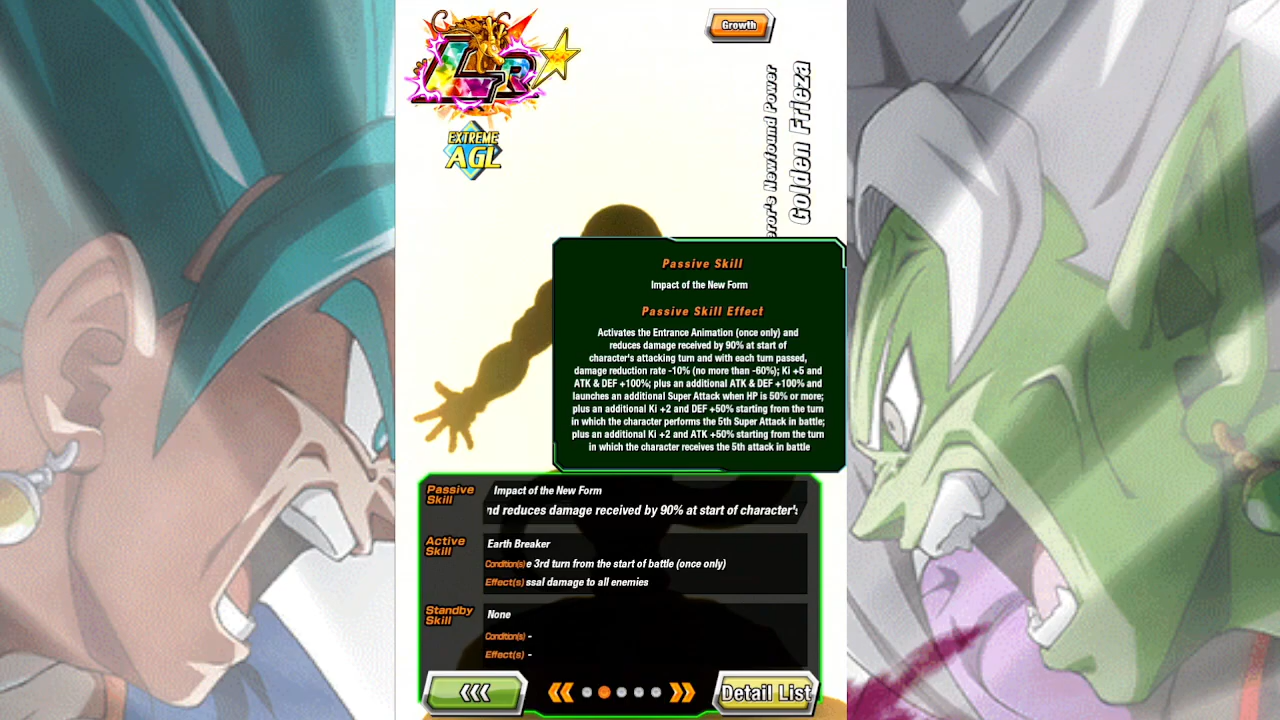 LR
Growth
EXTREME
AGL
Newfound Power
Golden Frieza
Passive Skill
Impact of the New Form
Passive Skill Effect
Activates the Entrance Animation (once only) and
reduces damage received by 90% at start of
character's attacking turn and with each turn passed,
damage reduction rate -10% (no more than -60%); Ki +5 and
ATK & DEF +100%; plus an additional ATK & DEF +100% and
launches an additional Super Attack when HP is 50% or more;
plus an additional Ki +2 and DEF +50% starting from the turn
in which the character performs the 5th Super Attack in battle;
plus an additional Ki +2 and ATK +50% starting from the turn
in which the character receives the 5th attack in battle
Passive
Skill
Impact of the New Form
nd reduces damage received by 90% at start of character's
Active
Skill
Earth Breaker
Condition(s) e 3rd turn from the start of battle (once only)
Effect(s) ssal damage to all enemies
Standby
Skill
None
Condition(s) -
Effect(s) -
Detail List